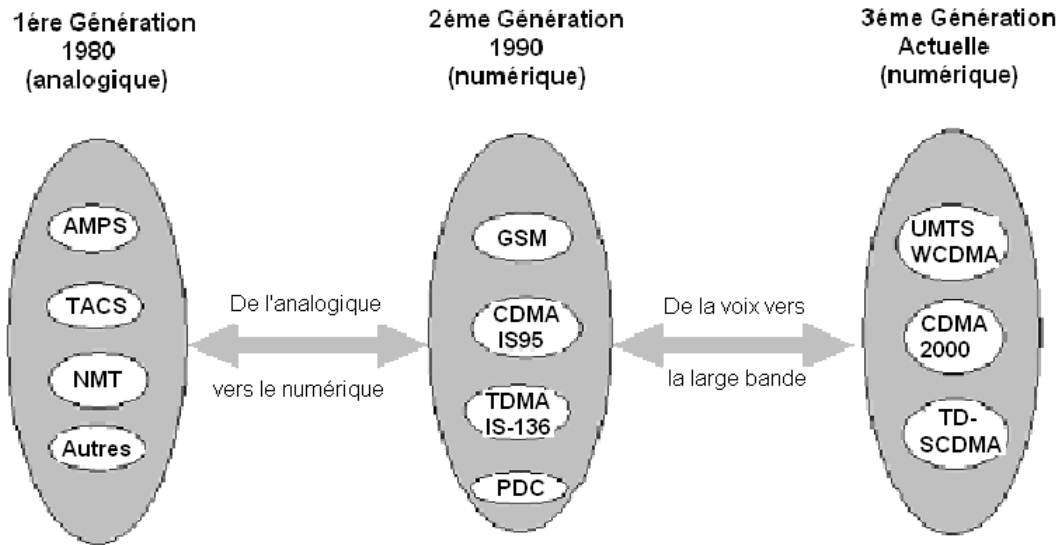 1ére Génération
1980
(analogique)
2éme Génération
1990
(numérique)
3éme Génération
Actuelle
(numérique)
AMPS
TACS
NMT
Autres
De l'analogique
vers le numérique
GSM
CDMA
IS95
TDMA
IS-136
PDC
De la voix vers
la large bande
UMTS
WCDMA
CDMA
2000
TD-
SCDMA